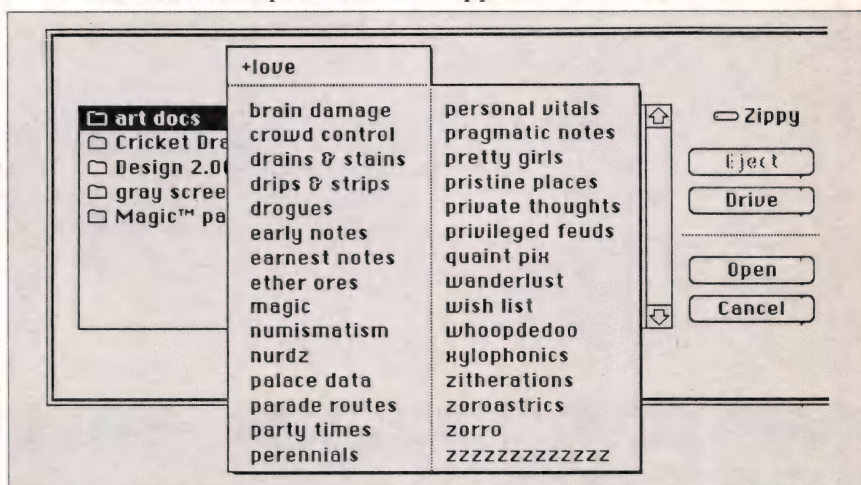 +love
art docs
Cricket Dra
Design 2.0
gray scree
Magic™ pa
brain damage
crowd control
drains & stains
drips & strips
drogues
early notes
earnest notes
ether ores
magic
numismatism
nurdz
palace data
parade routes
party times
perennials
personal vitals
pragmatic notes
pretty girls
pristine places
private thoughts
privileged feuds
quaint pix
wanderlust
wish list
whoopdedoo
xylophonics
zitherations
zoroastrics
zorro
zzzzzzzzzzzzz
Zippy
Eject
Drive
Open
Cancel